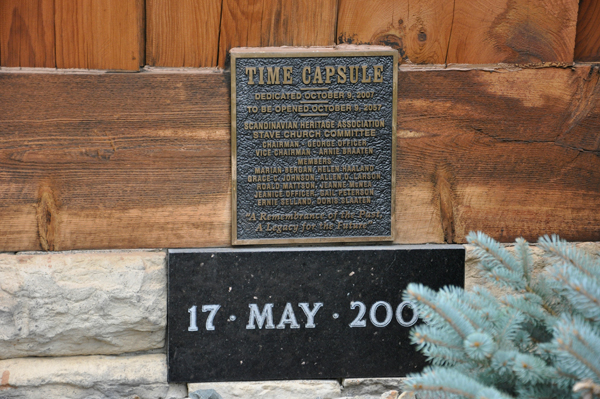 TIME CAPSULE
DEDICATED OCTOBER 9, 2007
TO BE OPENED OCTOBER 9, 2057
SCANDINAVIAN HERITAGE ASSOCIATION
STAVE CHURCH COMMITTEE
CHAIRMAN - GEORGE OFFICER
VICE CHAIRMAN - ARNIE BRAATEN
MEMBERS
MARIAN BERGAN, HELEN HAALAND
GRACE C. JOHNSON, ALLEN O. LARSON,
ROALD MATTSON, JEANNE MCNEA,
JEANICE OFFICER, GAIL PETERSON,
ERNIE SELLAND, DORIS SLAATEN
"A Remembrance of the Past,
A Legacy for the Future"
17 · MAY · 200